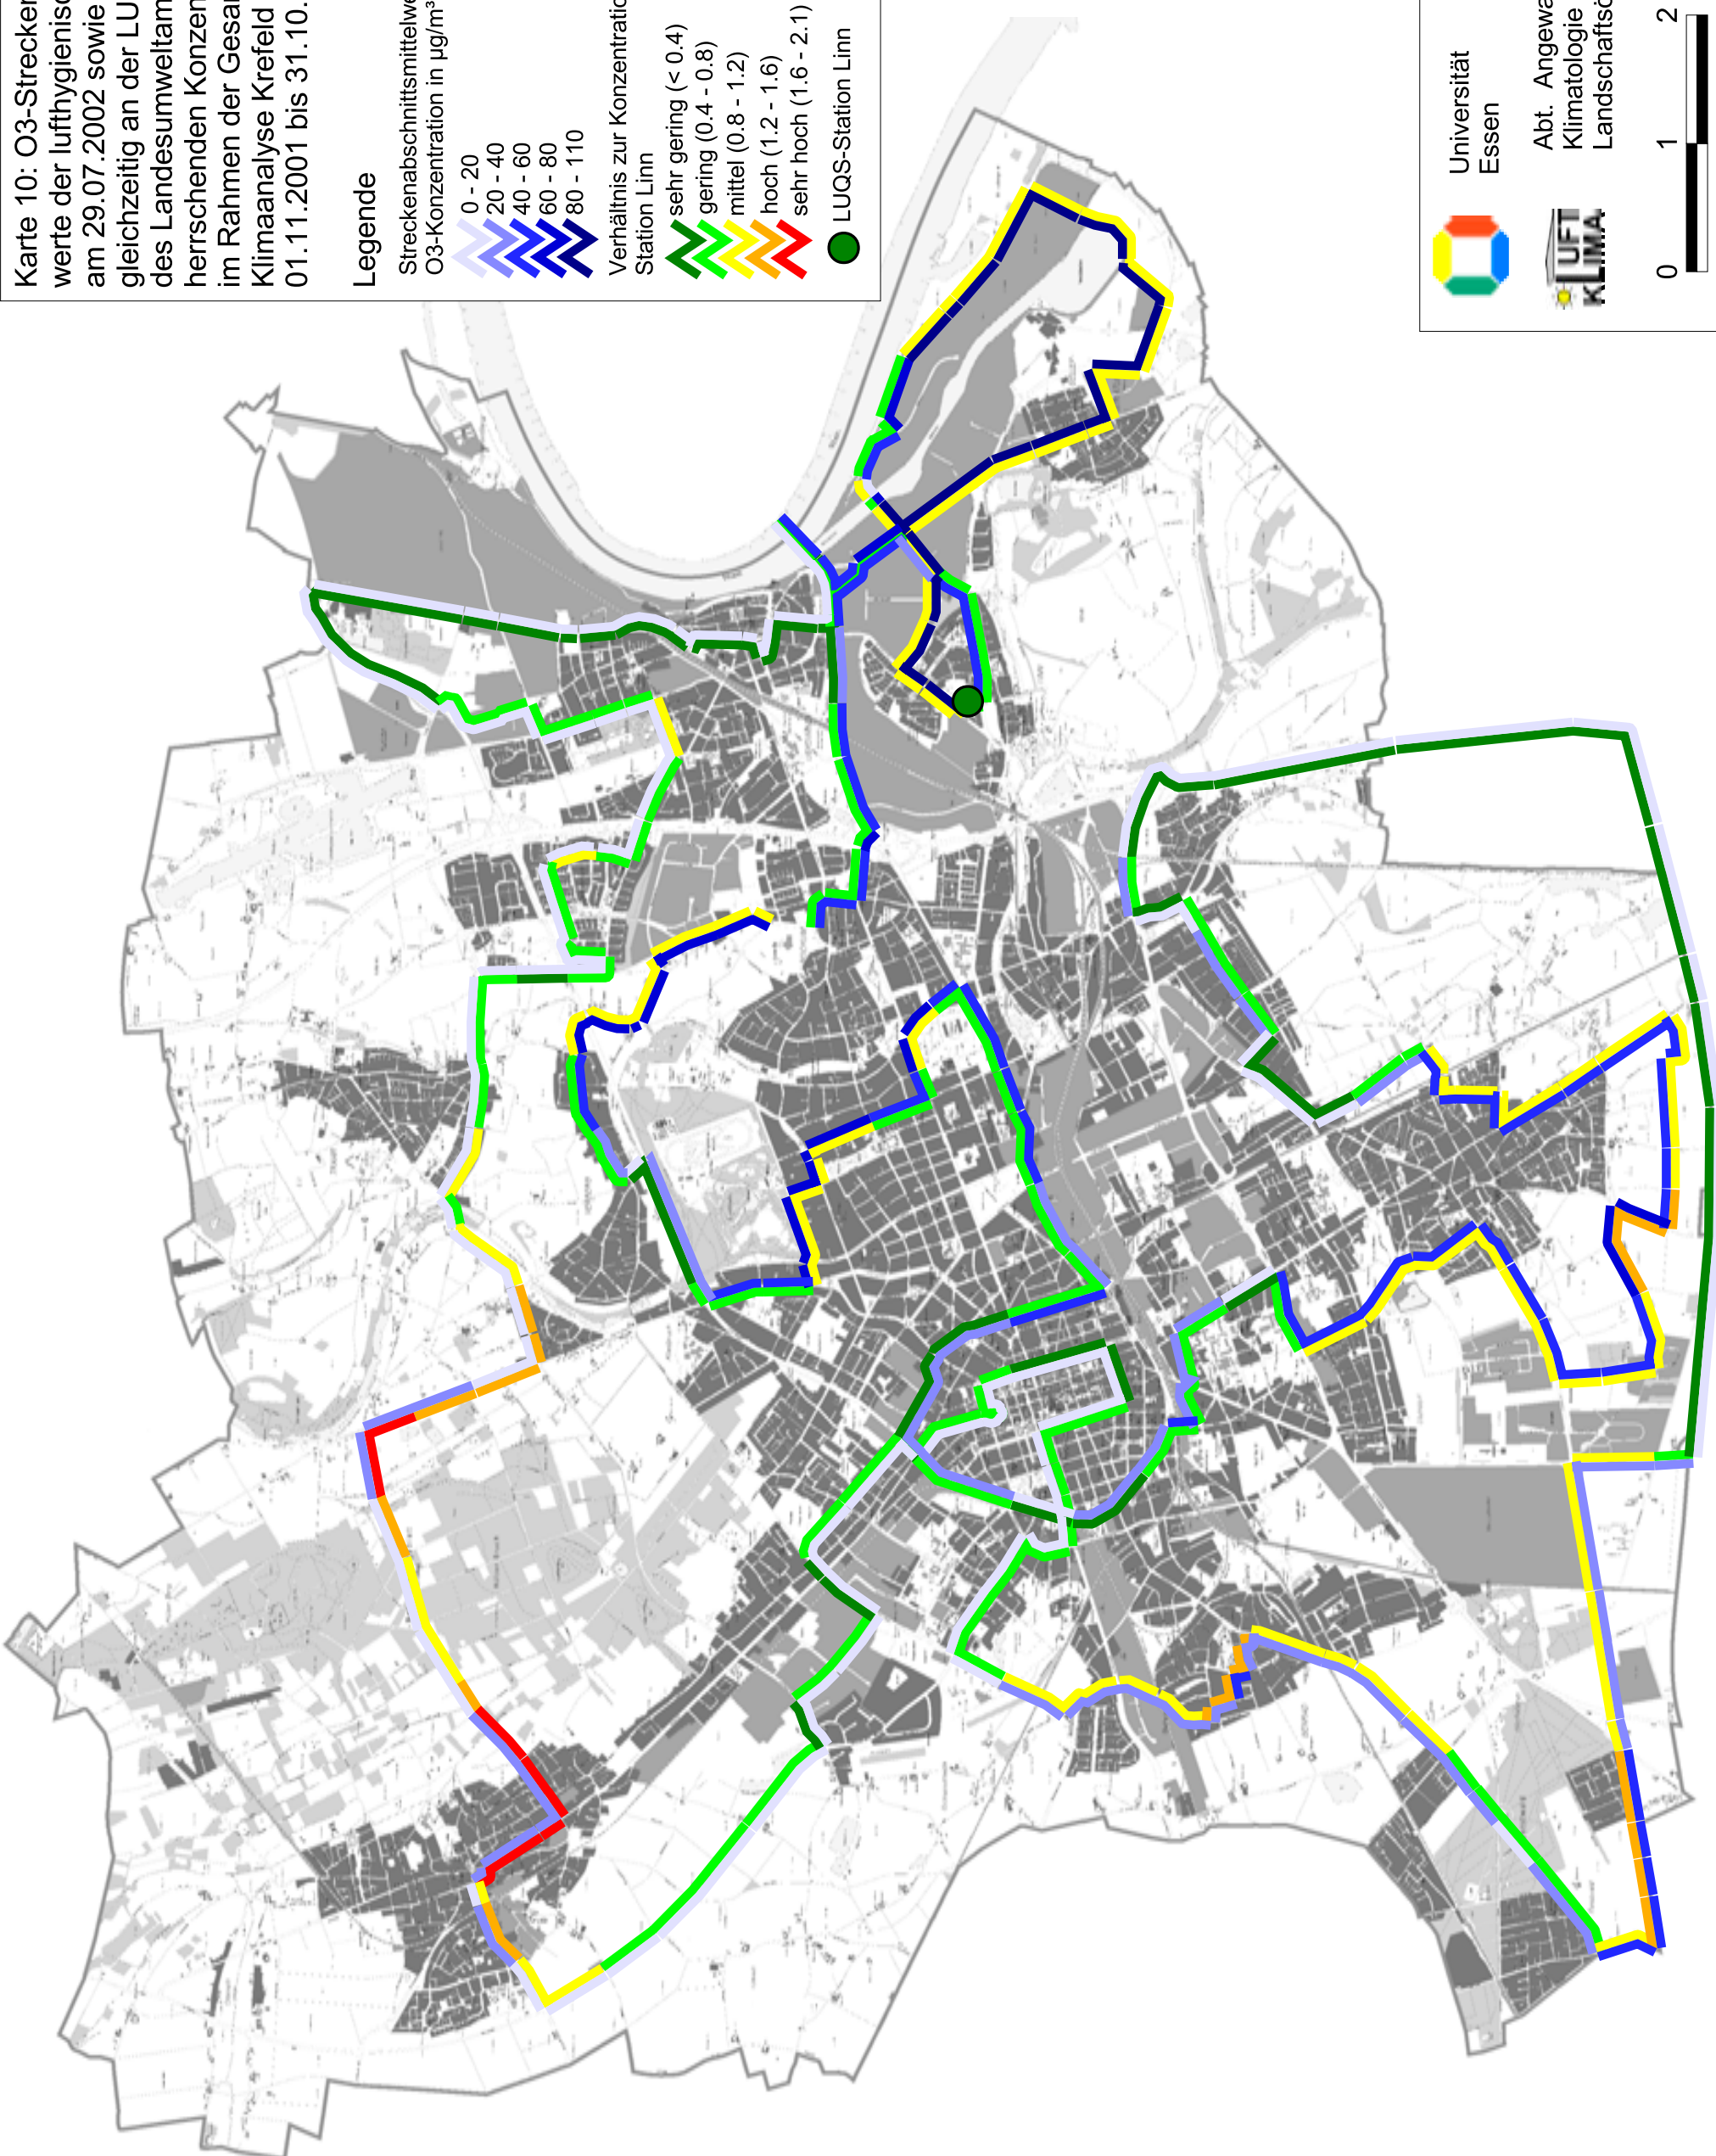 Karte 10: O3-Strecken
werte der lufthygienisc
am 29.07.2002 sowie
gleichzeitig an der LU
des Landesumweltam
herrschenden Konzen
im Rahmen der Gesar
Klimaanalyse Krefeld
01.11.2001 bis 31.10.
Legende
Streckenabschnittsmittelwe
O3-Konzentration in µg/m³
0 - 20
20 - 40
40 - 60
60 - 80
80 - 110
Verhältnis zur Konzentratio
Station Linn
sehr gering (< 0.4)
gering (0.4 - 0.8)
mittel (0.8 - 1.2)
hoch (1.2 - 1.6)
sehr hoch (1.6 - 2.1)
LUQS-Station Linn
Universität
Essen
LUFT
KLIMA
Abt. Angewa
Klimatologie
Landschaftsö
0 1 2